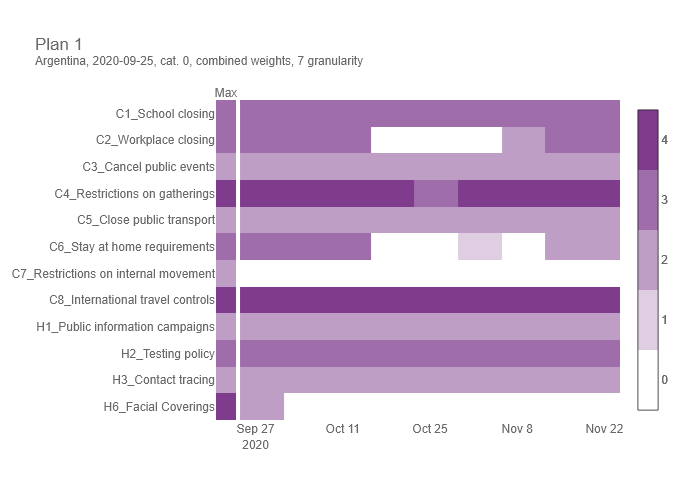 Plan 1
Argentina, 2020-09-25, cat. 0, combined weights, 7 granularity
Max
C1_School closing
C2_Workplace closing
C3_Cancel public events
C4_Restrictions on gatherings
C5_Close public transport
C6_Stay at home requirements
C7_Restrictions on internal movement
C8_International travel controls
H1_Public information campaigns
H2_Testing policy
H3_Contact tracing
H6_Facial Coverings
4
3
2
1
0
Sep 27 Oct 11 Oct 25 Nov 8 Nov 22
2020